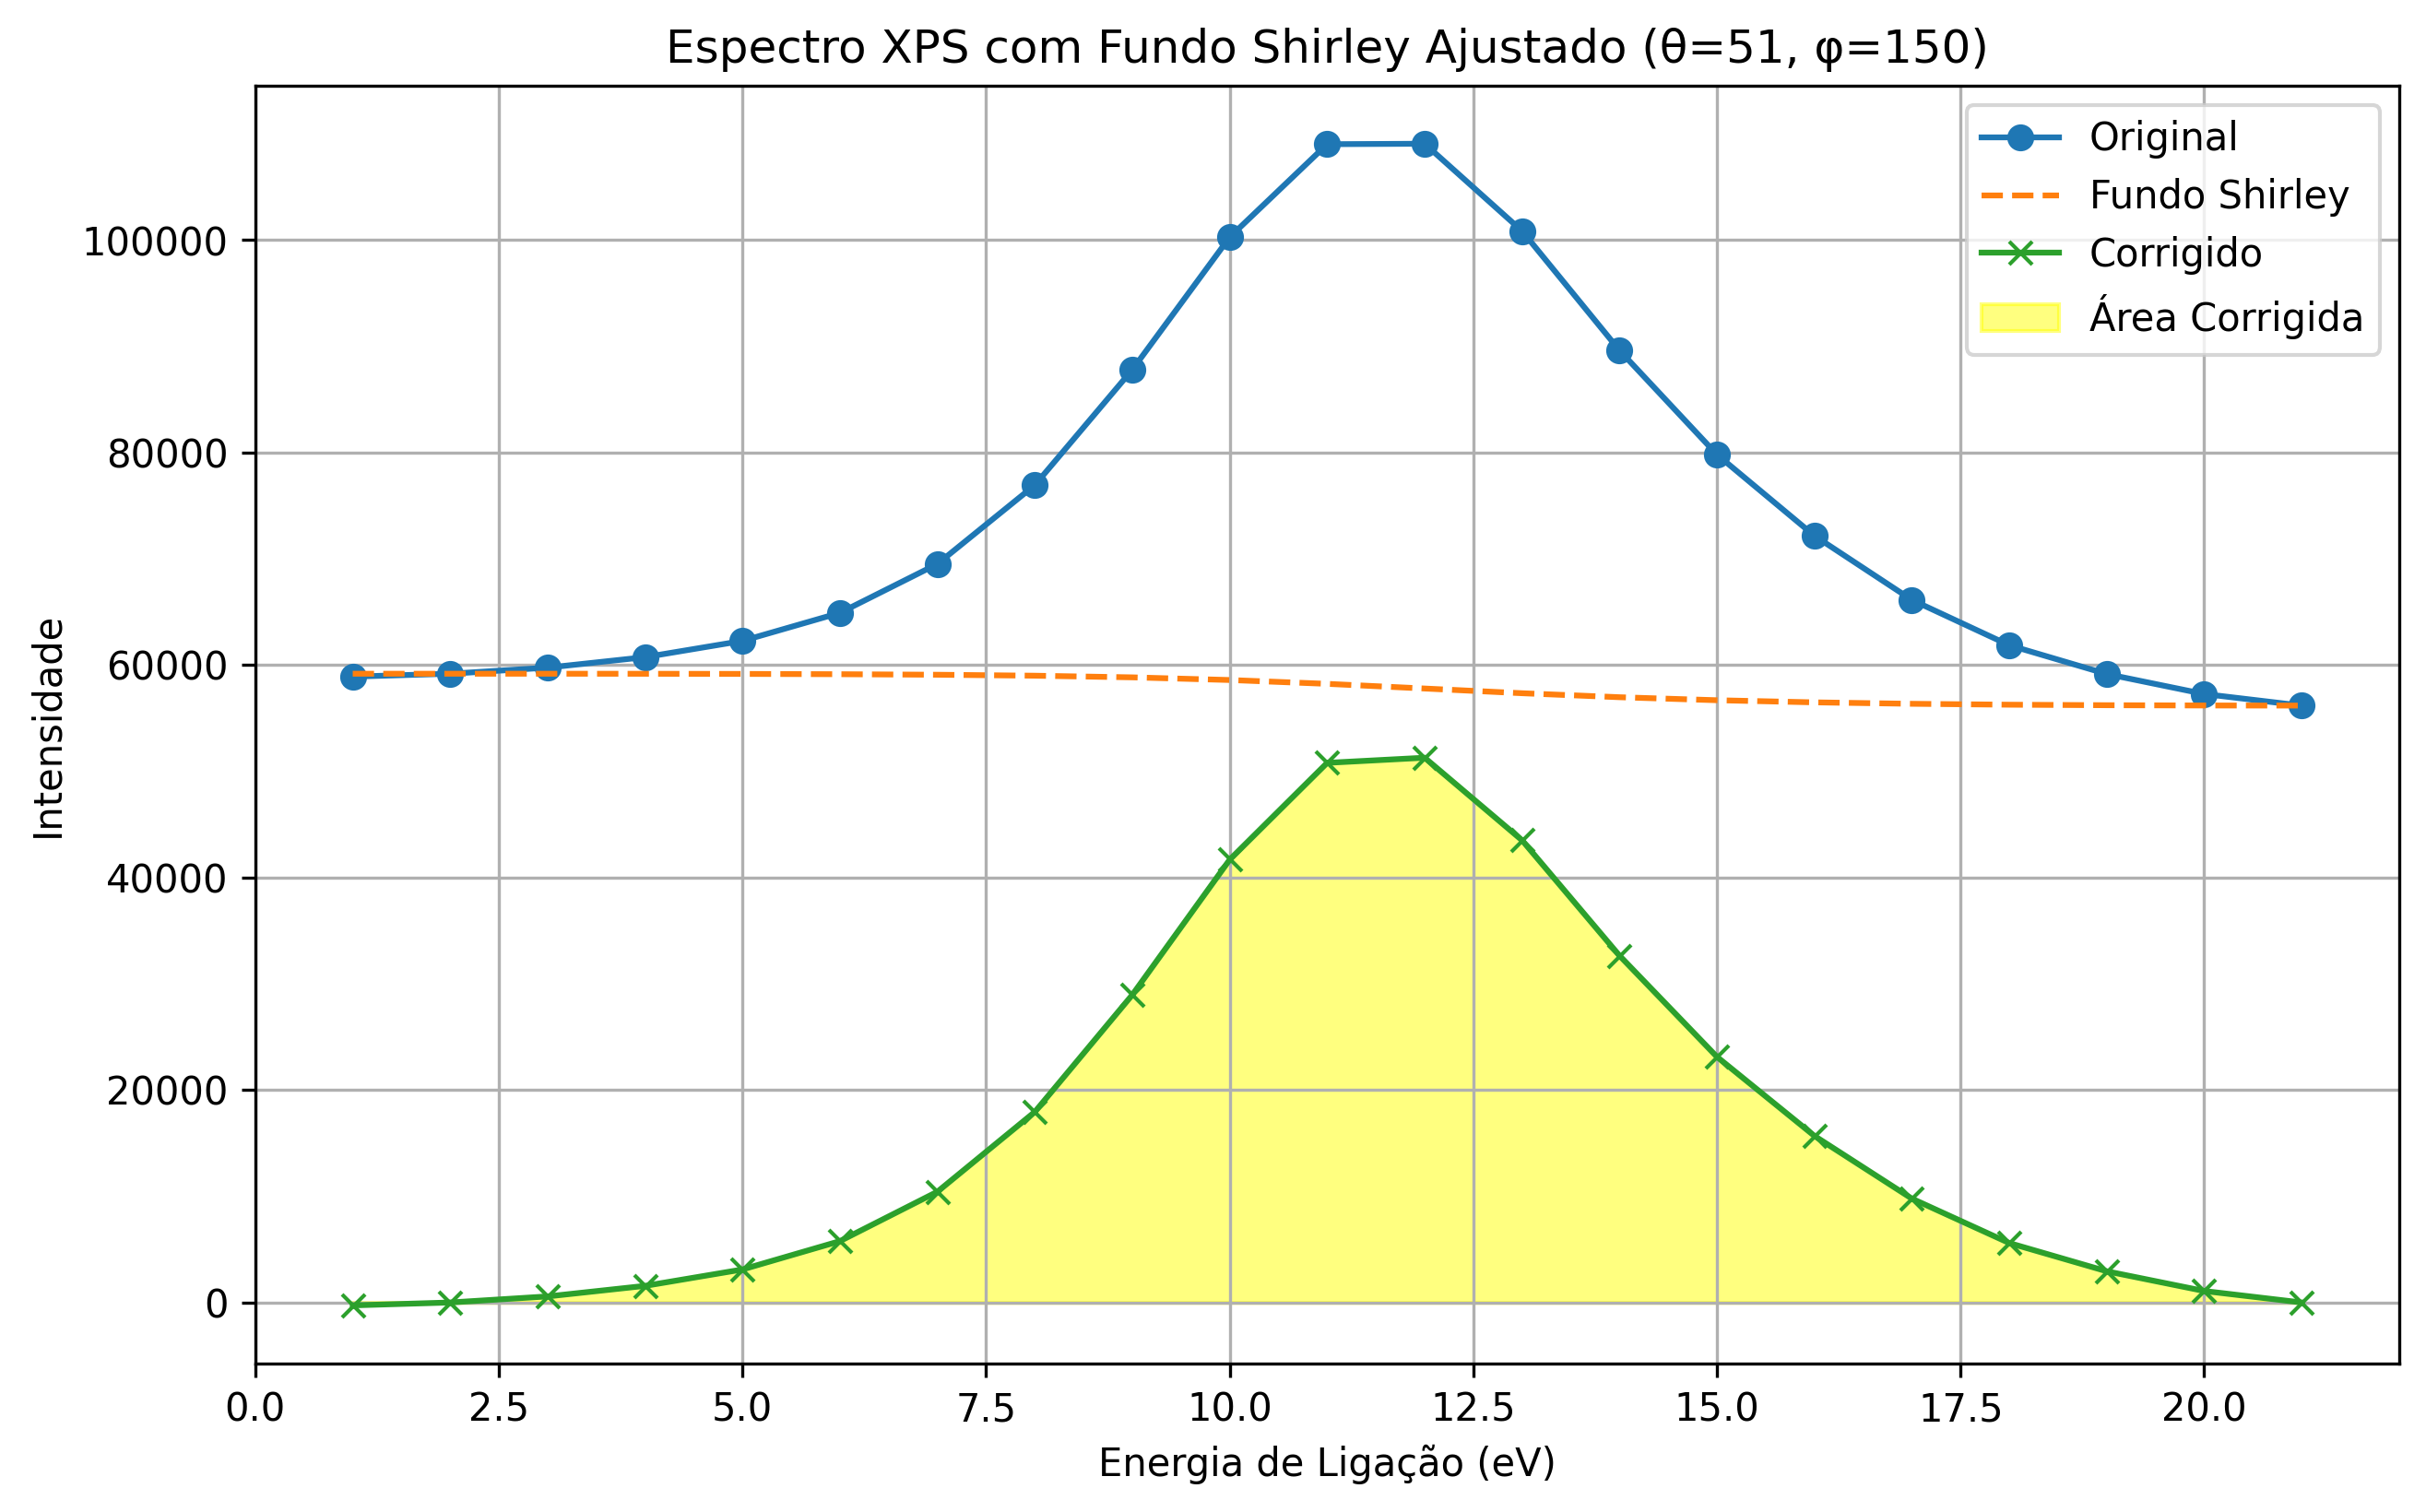 Espectro XPS com Fundo Shirley Ajustado (θ=51, φ=150)
Original
Fundo Shirley
Corrigido
Área Corrigida
Intensidade
100000
80000
60000
40000
20000
0
0.0 2.5 5.0 7.5 10.0 12.5 15.0 17.5 20.0
Energia de Ligação (eV)